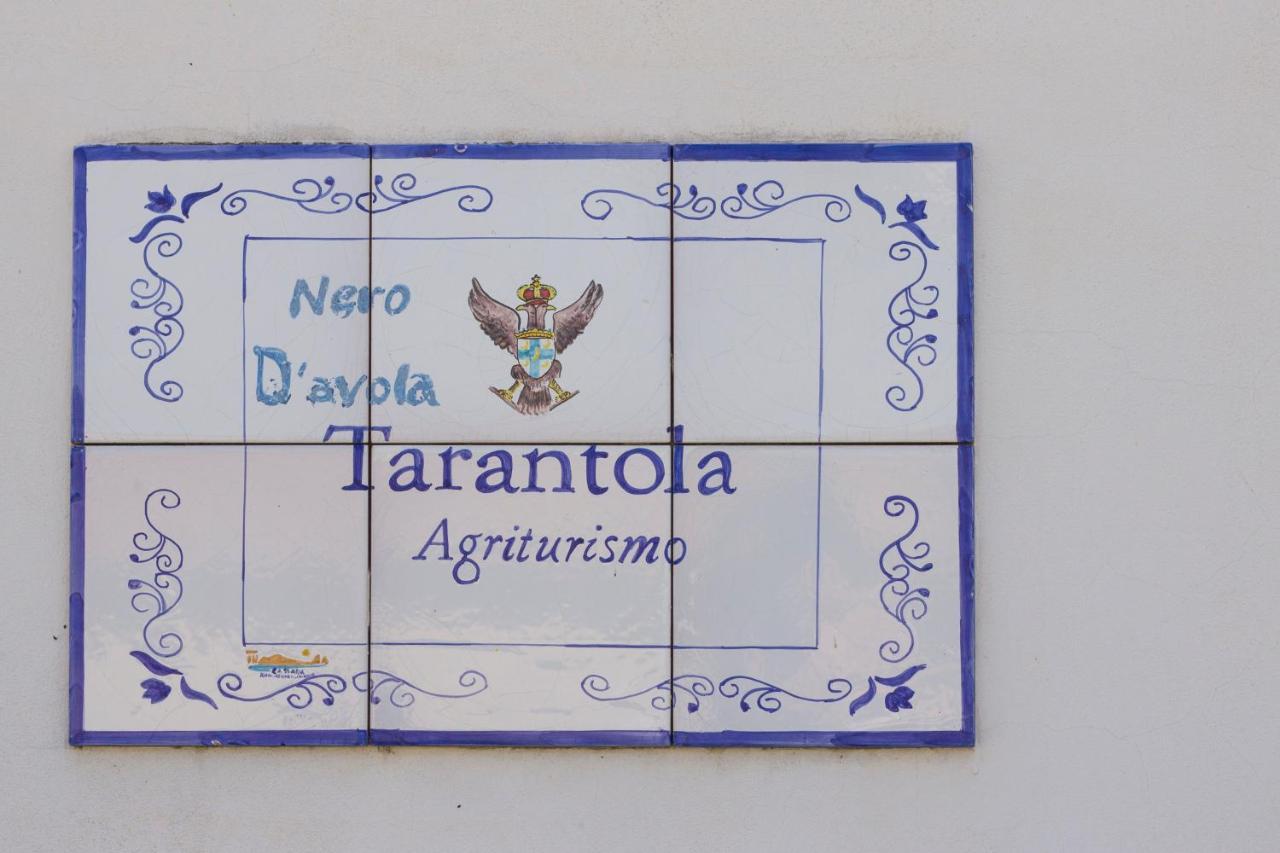 Nero
D'avola
Tarantola
Agriturismo